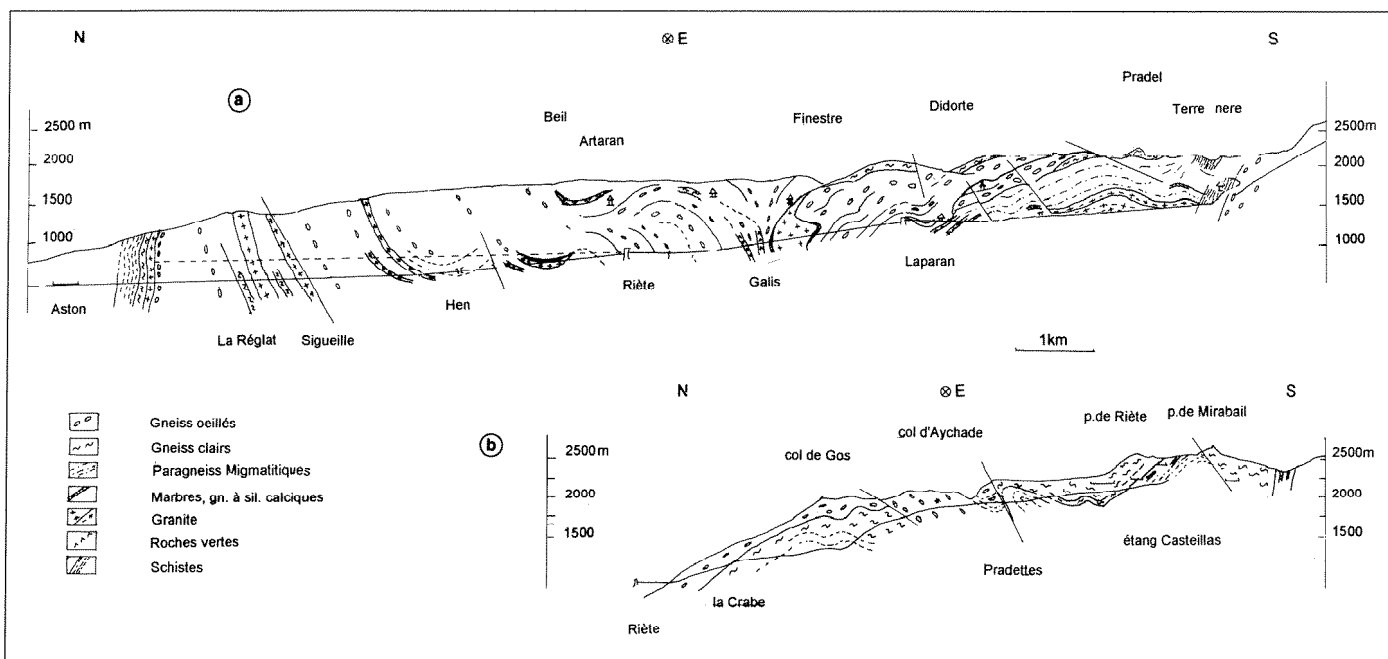 N
⊗ E
S
a
Pradel
Beil
Artaran
Finestre
Didorte
Terre nere
2500 m
2000
1500
1000
2500m
2000
1500
1000
Aston
La Réglat
Sigueille
Hen
Riète
Galis
Laparan
1km
N
⊗ E
S
b
col de Gos
col d'Aychade
p.de Riète
p.de Mirabail
2500m
2000
1500
2500m
2000
1500
Riète
la Crabe
Pradettes
étang Casteillas
Gneiss oeillés
Gneiss clairs
Paragneiss Migmatitiques
Marbres, gn. à sil. calciques
Granite
Roches vertes
Schistes